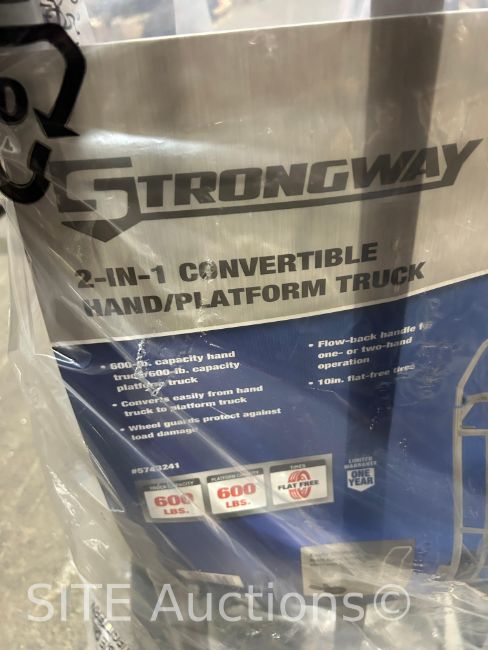 STRONGWAY
2-IN-1 CONVERTIBLE
HAND/PLATFORM TRUCK
• 600-lb. capacity hand
truck/600-lb. capacity
platform truck
• Converts easily from hand
truck to platform truck
• Wheel guards protect against
load damage
• Flow-back handle
one- or two-hand
operation
• 10in. flat-free tires
#5743241
TRUCK CAPACITY
600
LBS.
PLATFORM CAPACITY
600
LBS.
TIRES
FLAT FREE
LIMITED
WARRANTY
ONE
YEAR
SITE Auctions©